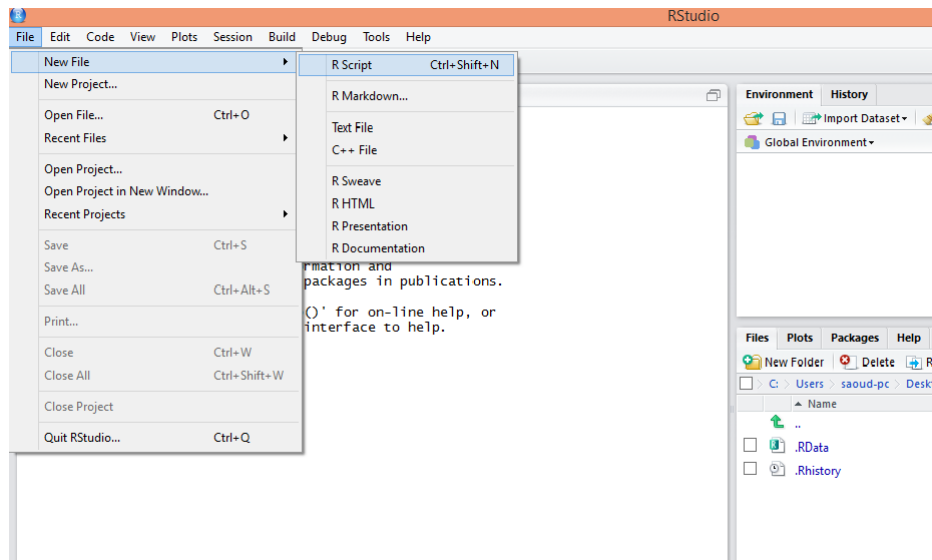 RStudio
File Edit Code View Plots Session Build Debug Tools Help
New File
New Project...
Open File... Ctrl+O
Recent Files
Open Project...
Open Project in New Window...
Recent Projects
Save Ctrl+S
Save As...
Save All Ctrl+Alt+S
Print...
Close Ctrl+W
Close All Ctrl+Shift+W
Close Project
Quit RStudio... Ctrl+Q
R Script Ctrl+Shift+N
R Markdown...
Text File
C++ File
R Sweave
R HTML
R Presentation
R Documentation
rmation and
packages in publications.
()' for on-line help, or
interface to help.
Environment History
Import Dataset
Global Environment
Files Plots Packages Help
New Folder Delete R
C: Users saoud-pc Desk
Name
..
.RData
.Rhistory